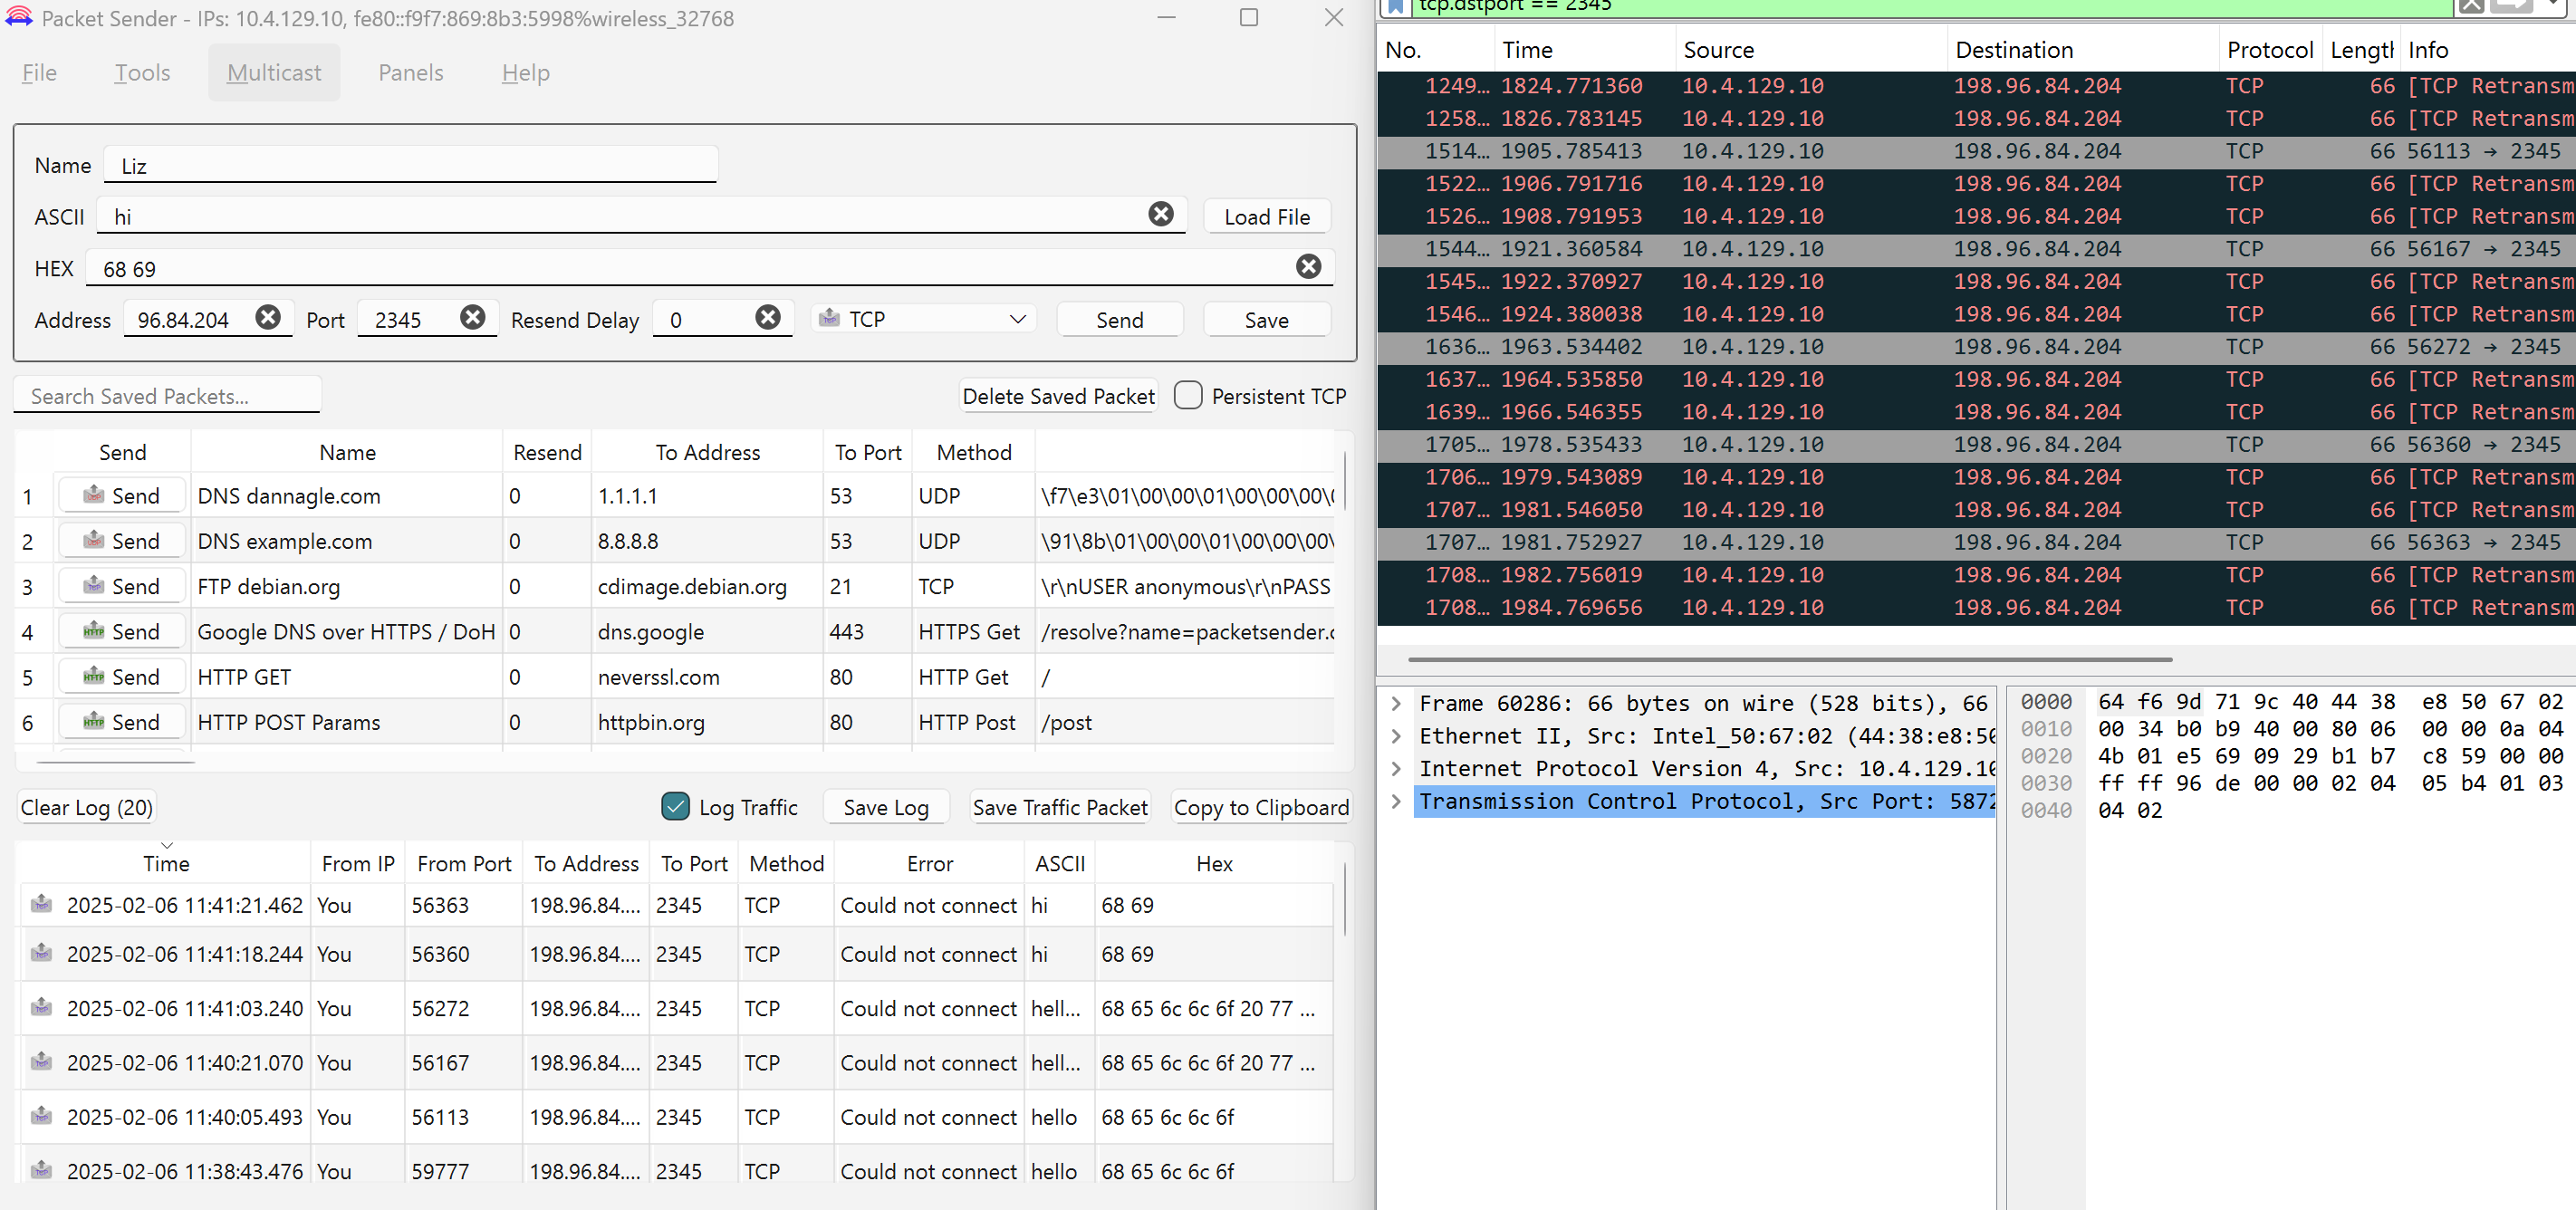 Packet Sender - IPs: 10.4.129.10, fe80::f9f7:869:8b3:5998%wireless_32768
File Tools Multicast Panels Help
Name Liz
ASCII hi Load File
HEX 68 69
Address 96.84.204 Port 2345 Resend Delay 0 TCP Send Save
Search Saved Packets... Delete Saved Packet Persistent TCP
Send Name Resend To Address To Port Method
1 Send DNS dannagle.com 0 1.1.1.1 53 UDP \f7\e3\01\00\00\01\00\00\00\
2 Send DNS example.com 0 8.8.8.8 53 UDP \91\8b\01\00\00\01\00\00\00\
3 Send FTP debian.org 0 cdimage.debian.org 21 TCP \r\nUSER anonymous\r\nPASS
4 Send Google DNS over HTTPS / DoH 0 dns.google 443 HTTPS Get /resolve?name=packetsender.c
5 Send HTTP GET 0 neverssl.com 80 HTTP Get /
6 Send HTTP POST Params 0 httpbin.org 80 HTTP Post /post
Clear Log (20) Log Traffic Save Log Save Traffic Packet Copy to Clipboard
Time From IP From Port To Address To Port Method Error ASCII Hex
2025-02-06 11:41:21.462 You 56363 198.96.84.... 2345 TCP Could not connect hi 68 69
2025-02-06 11:41:18.244 You 56360 198.96.84.... 2345 TCP Could not connect hi 68 69
2025-02-06 11:41:03.240 You 56272 198.96.84.... 2345 TCP Could not connect hell... 68 65 6c 6c 6f 20 77 ...
2025-02-06 11:40:21.070 You 56167 198.96.84.... 2345 TCP Could not connect hell... 68 65 6c 6c 6f 20 77 ...
2025-02-06 11:40:05.493 You 56113 198.96.84.... 2345 TCP Could not connect hello 68 65 6c 6c 6f
2025-02-06 11:38:43.476 You 59777 198.96.84.... 2345 TCP Could not connect hello 68 65 6c 6c 6f
tcp.dstport == 2345
No. Time Source Destination Protocol Lengtl Info
1249... 1824.771360 10.4.129.10 198.96.84.204 TCP 66 [TCP Retransm
1258... 1826.783145 10.4.129.10 198.96.84.204 TCP 66 [TCP Retransm
1514... 1905.785413 10.4.129.10 198.96.84.204 TCP 66 56113 → 2345
1522... 1906.791716 10.4.129.10 198.96.84.204 TCP 66 [TCP Retransm
1526... 1908.791953 10.4.129.10 198.96.84.204 TCP 66 [TCP Retransm
1544... 1921.360584 10.4.129.10 198.96.84.204 TCP 66 56167 → 2345
1545... 1922.370927 10.4.129.10 198.96.84.204 TCP 66 [TCP Retransm
1546... 1924.380038 10.4.129.10 198.96.84.204 TCP 66 [TCP Retransm
1636... 1963.534402 10.4.129.10 198.96.84.204 TCP 66 56272 → 2345
1637... 1964.535850 10.4.129.10 198.96.84.204 TCP 66 [TCP Retransm
1639... 1966.546355 10.4.129.10 198.96.84.204 TCP 66 [TCP Retransm
1705... 1978.535433 10.4.129.10 198.96.84.204 TCP 66 56360 → 2345
1706... 1979.543089 10.4.129.10 198.96.84.204 TCP 66 [TCP Retransm
1707... 1981.546050 10.4.129.10 198.96.84.204 TCP 66 [TCP Retransm
1707... 1981.752927 10.4.129.10 198.96.84.204 TCP 66 56363 → 2345
1708... 1982.756019 10.4.129.10 198.96.84.204 TCP 66 [TCP Retransm
1708... 1984.769656 10.4.129.10 198.96.84.204 TCP 66 [TCP Retransm
Frame 60286: 66 bytes on wire (528 bits), 66
Ethernet II, Src: Intel_50:67:02 (44:38:e8:50
Internet Protocol Version 4, Src: 10.4.129.10
Transmission Control Protocol, Src Port: 5872
0000 64 f6 9d 71 9c 40 44 38 e8 50 67 02
0010 00 34 b0 b9 40 00 80 06 00 00 0a 04
0020 4b 01 e5 69 09 29 b1 b7 c8 59 00 00
0030 ff ff 96 de 00 00 02 04 05 b4 01 03
0040 04 02